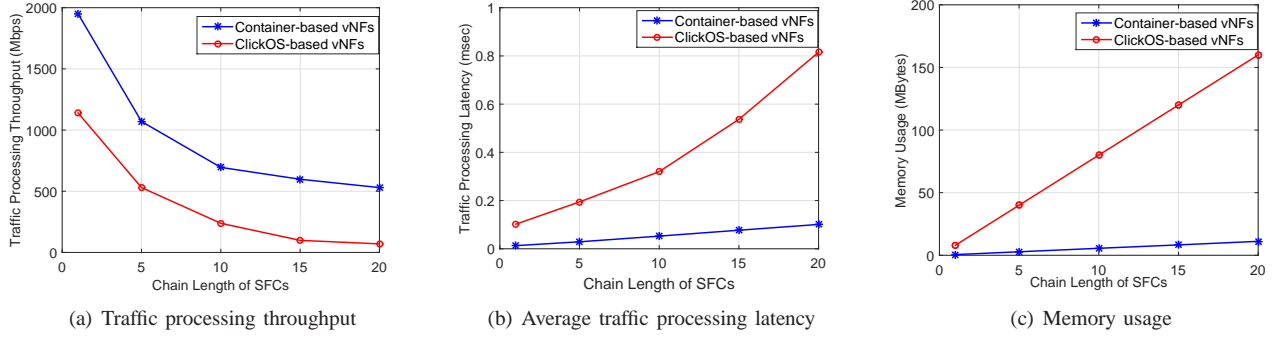 2000
1500
1000
500
0
0
5
10
15
20
Traffic Processing Throughput (Mbps)
Chain Length of SFCs
Container-based vNFs
ClickOS-based vNFs
(a) Traffic processing throughput
1
0.8
0.6
0.4
0.2
0
0
5
10
15
20
Traffic Processing Latency (msec)
Chain Length of SFCs
Container-based vNFs
ClickOS-based vNFs
(b) Average traffic processing latency
200
150
100
50
0
0
5
10
15
20
Memory Usage (MBytes)
Chain Length of SFCs
Container-based vNFs
ClickOS-based vNFs
(c) Memory usage